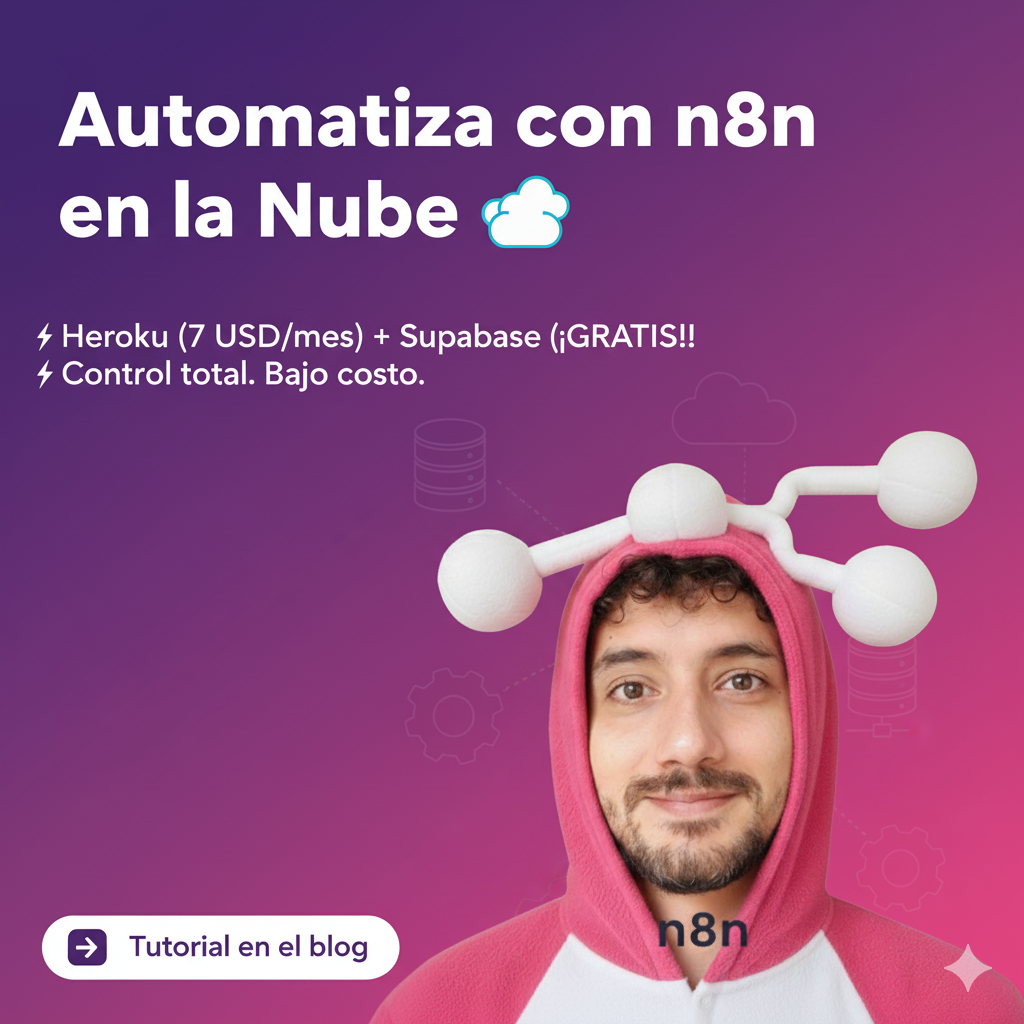 Automatiza con n8n
en la Nube
Heroku (7 USD/mes) + Supabase (¡GRATIS!!
Control total. Bajo costo.
n8n
Tutorial en el blog